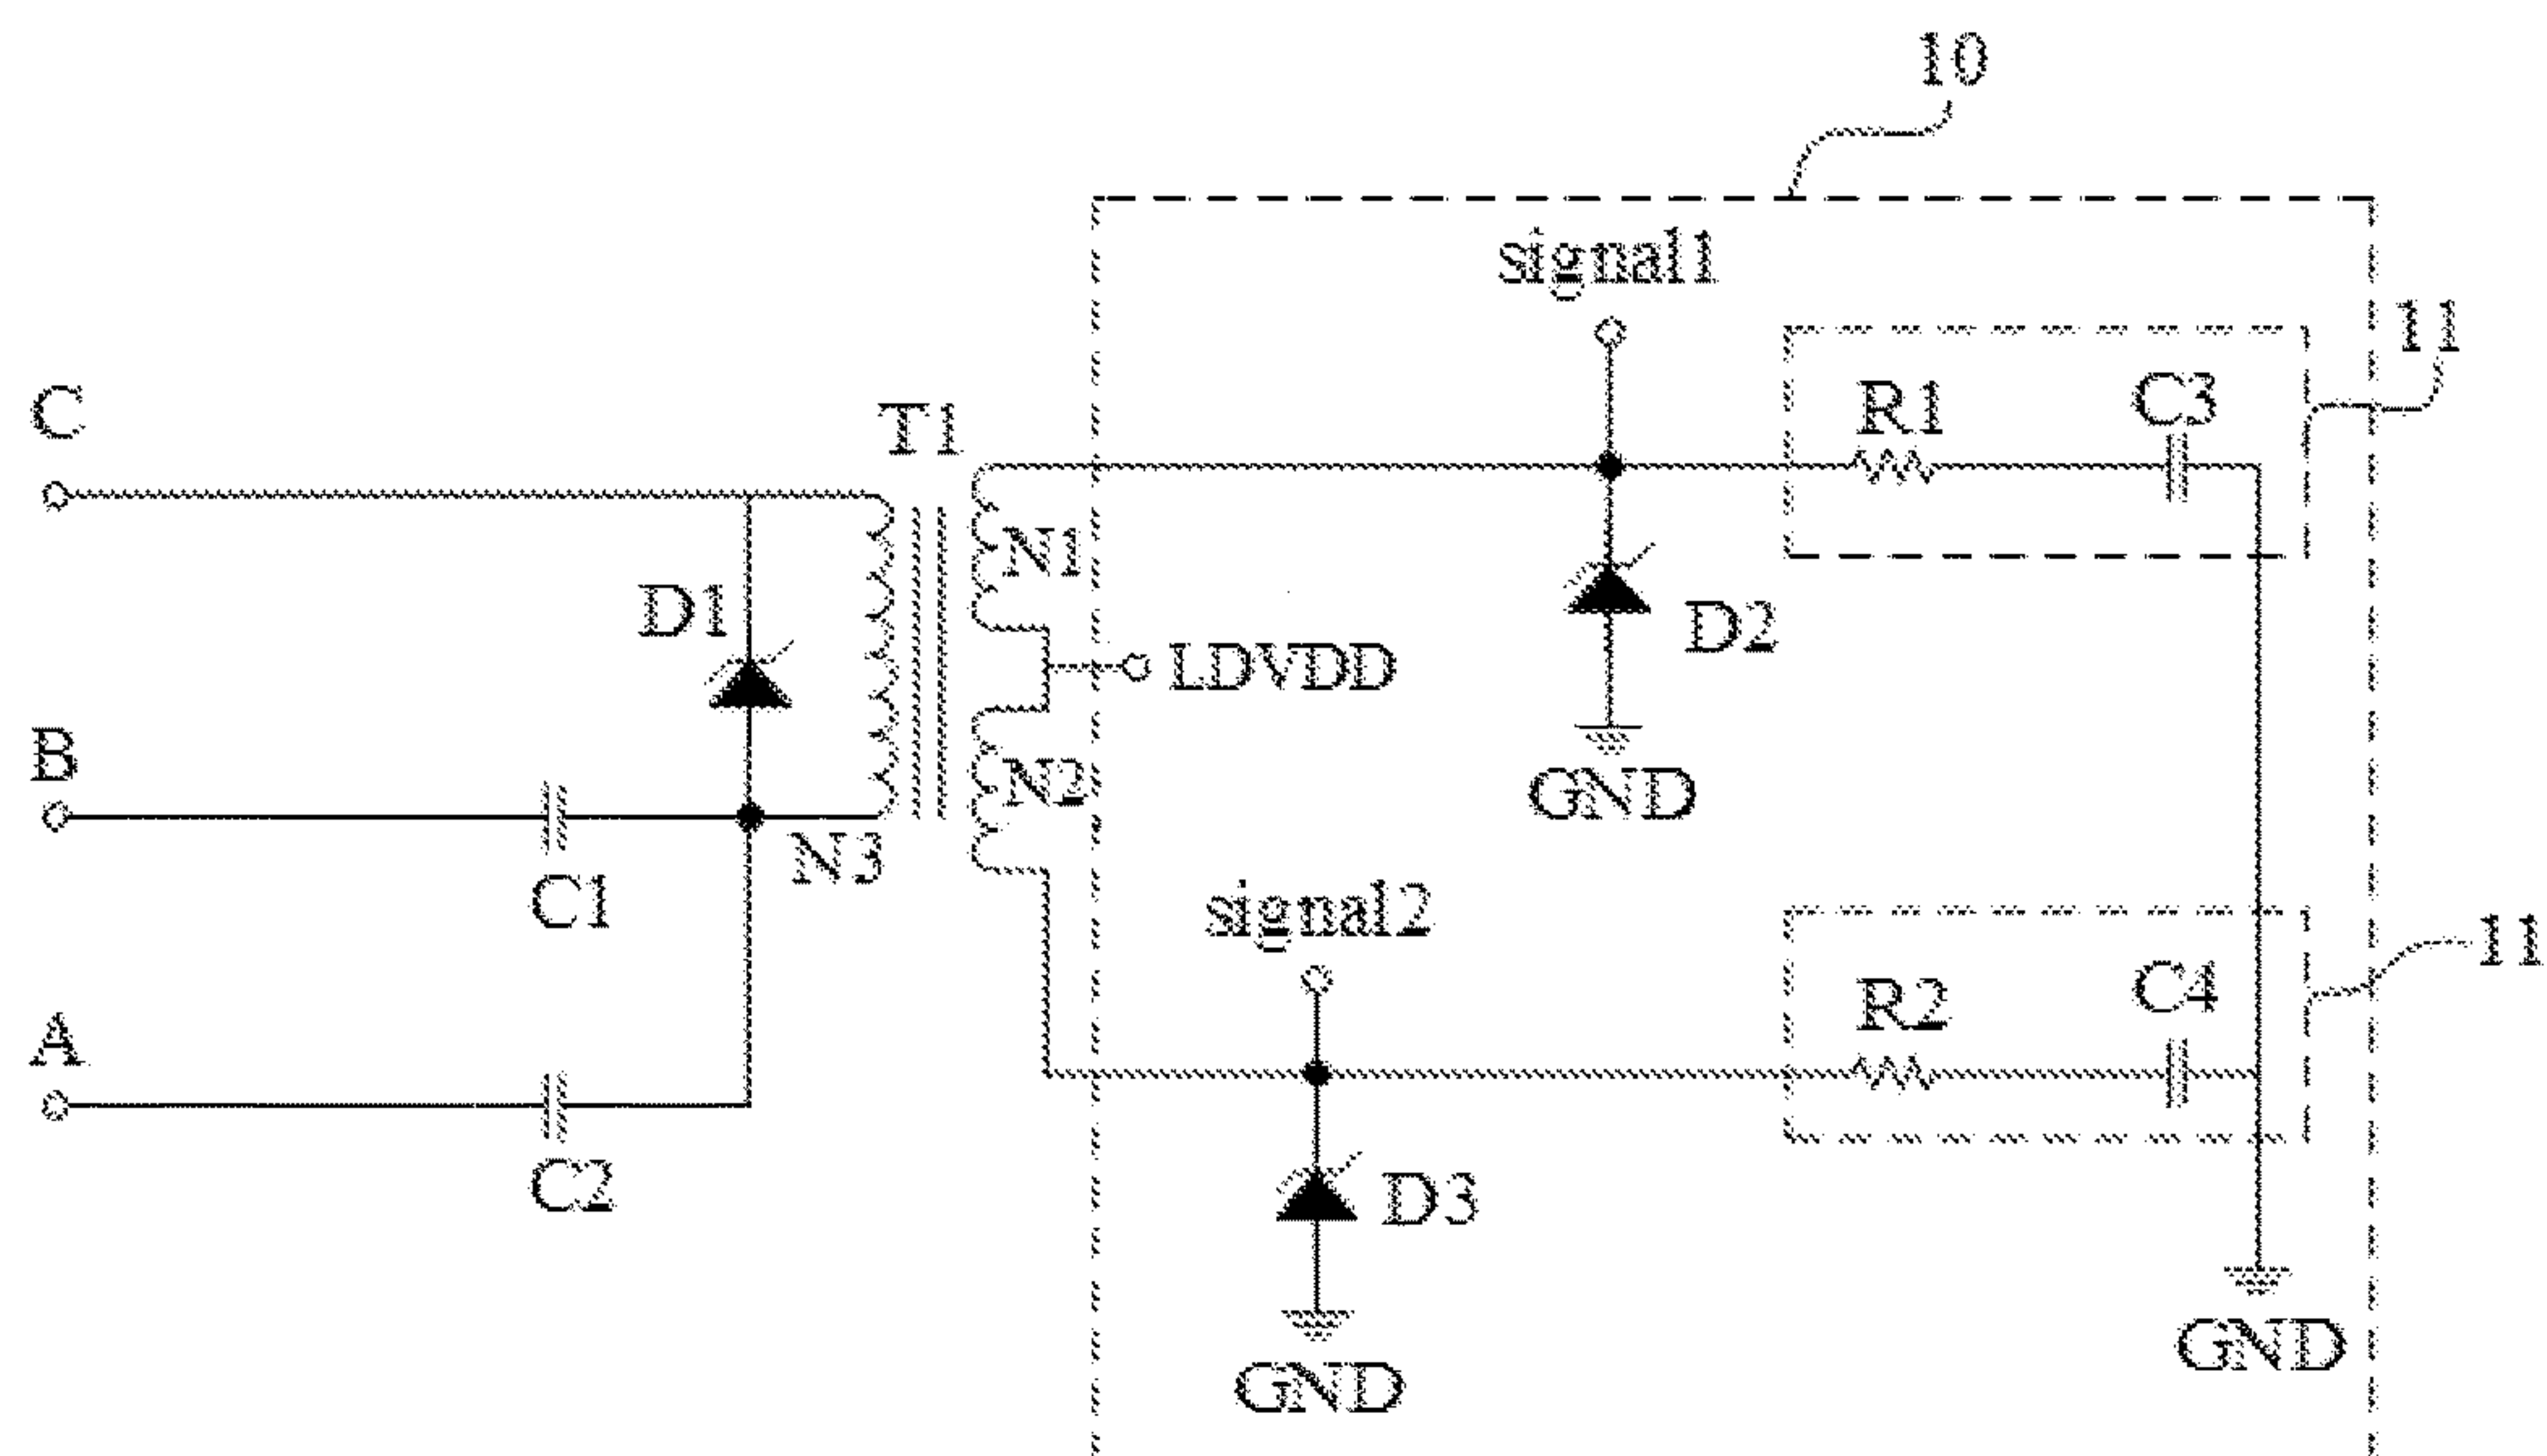 10
signal1
11
C
T1
R1
C3
N1
D1
D2
LDVDD
B
N2
GND
N3
C1
signal2
11
A
R2
C4
C2
D3
GND
GND